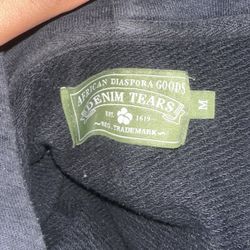 AFRICAN DIASPORA GOODS
DENIM TEARS
EST. 1619
REG. TRADEMARK
M